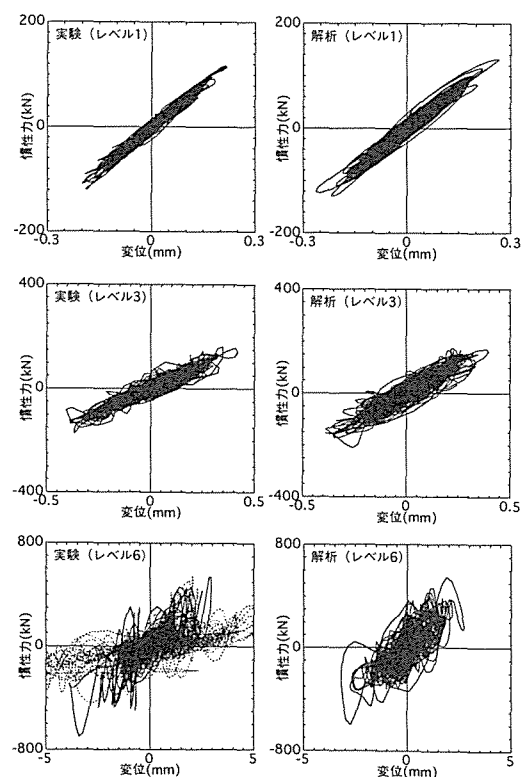 実験（レベル1）
200
0
-200
慣性力(kN)
-0.3
0
0.3
変位(mm)
解析（レベル1）
200
0
-200
慣性力(kN)
-0.3
0
0.3
変位(mm)
実験（レベル3）
400
0
-400
慣性力(kN)
-0.5
0
0.5
変位(mm)
解析（レベル3）
400
0
-400
慣性力(kN)
-0.5
0
0.5
変位(mm)
実験（レベル6）
800
0
-800
慣性力(kN)
-5
0
5
変位(mm)
解析（レベル6）
800
0
-800
慣性力(kN)
-5
0
5
変位(mm)